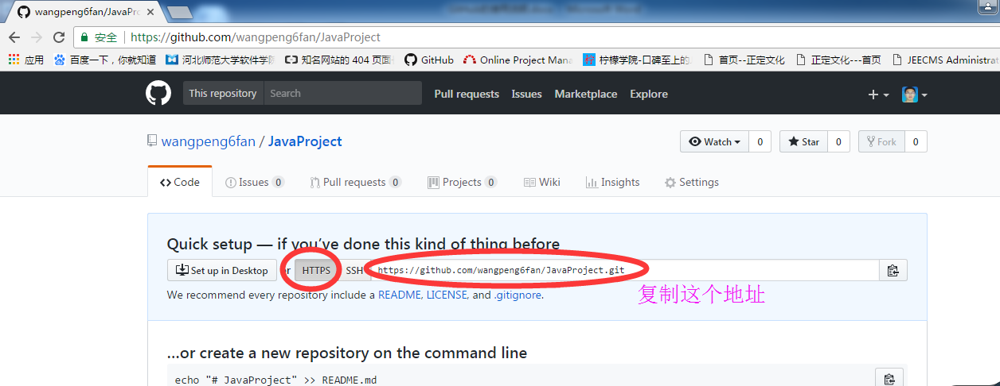 wangpeng6fan/JavaPro
安全 https://github.com/wangpeng6fan/JavaProject
应用 百度一下，你就知道 河北师范大学软件学院 知名网站的 404 页面 GitHub Online Project Mana 柠檬学院-口碑至上的 首页--正定文化 正定文化---首页 JEECMS Administrat
This repository Search Pull requests Issues Marketplace Explore
wangpeng6fan / JavaProject
Watch 0 Star 0 Fork 0
Code Issues 0 Pull requests 0 Projects 0 Wiki Insights Settings
Quick setup — if you've done this kind of thing before
Set up in Desktop or HTTPS SSH https://github.com/wangpeng6fan/JavaProject.git
We recommend every repository include a README, LICENSE, and .gitignore.
复制这个地址
…or create a new repository on the command line
echo "# JavaProject" >> README.md